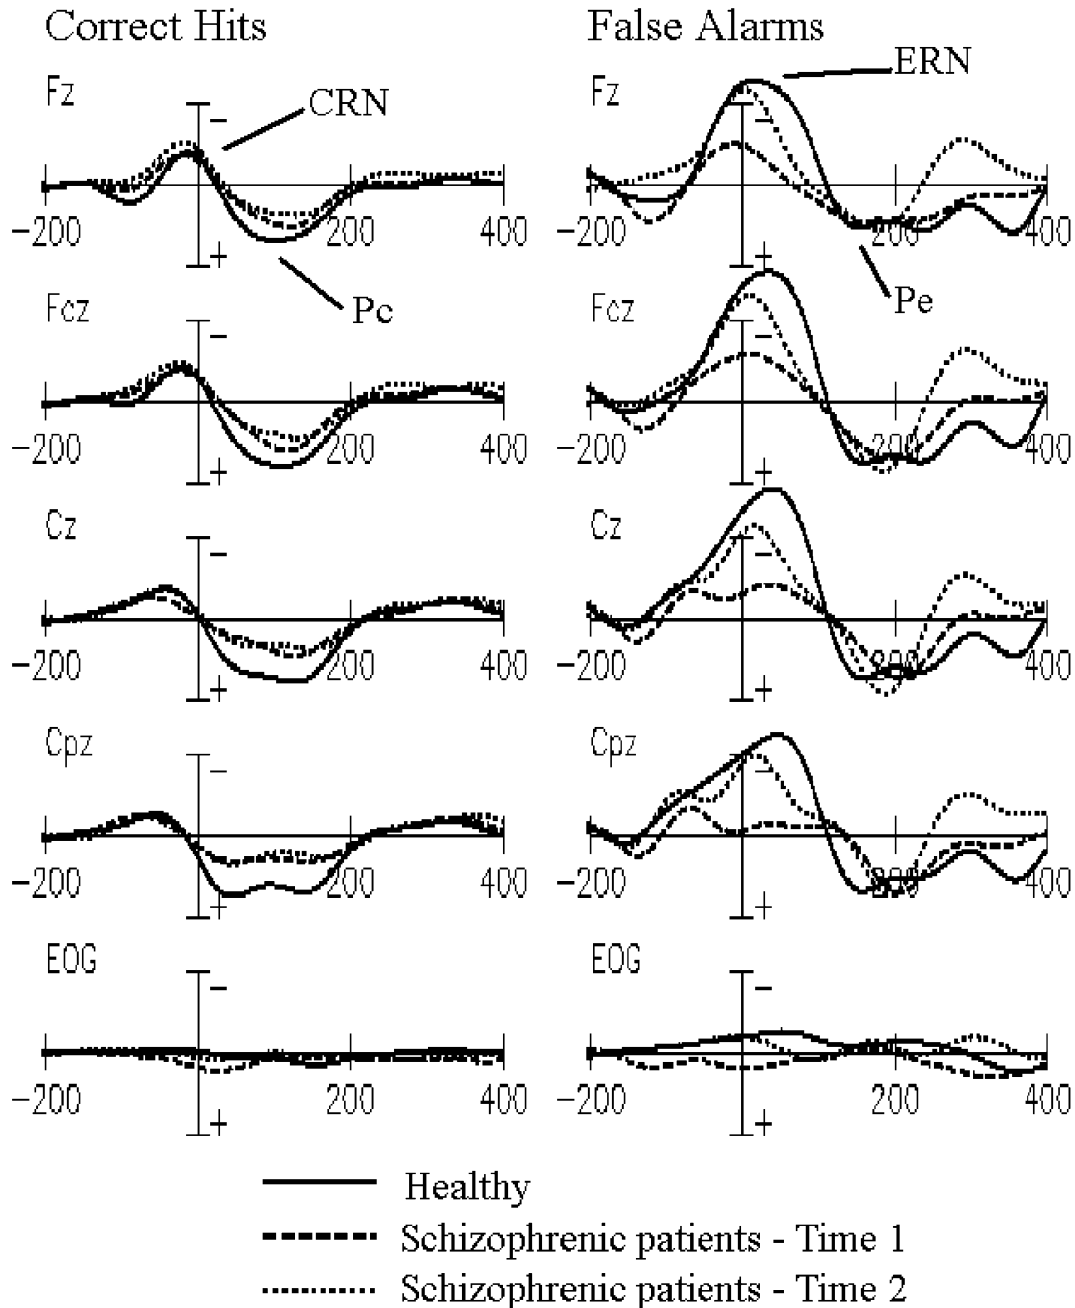 Correct Hits False Alarms
Fz CRN Fz ERN
− −
−200 200 400 −200 200 400
+ +
Pc Pe
Fcz Fcz
− −
−200 200 400 −200 200 400
+ +
Cz Cz
− −
−200 200 400 −200 200 400
+ +
Cpz Cpz
− −
−200 200 400 −200 200 400
+ +
EOG EOG
− −
−200 200 400 −200 200 400
+ +
Healthy
Schizophrenic patients - Time 1
Schizophrenic patients - Time 2